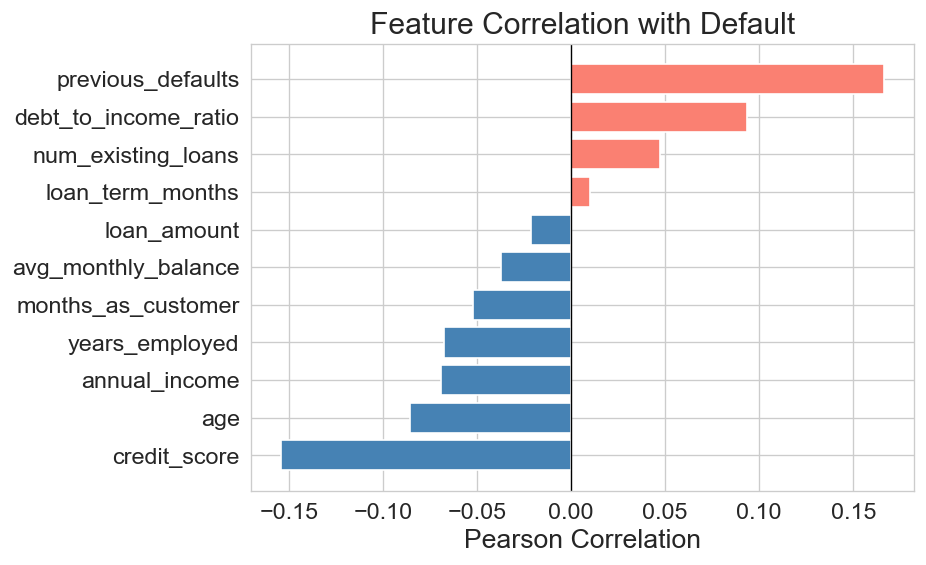 Feature Correlation with Default
previous_defaults
debt_to_income_ratio
num_existing_loans
loan_term_months
loan_amount
avg_monthly_balance
months_as_customer
years_employed
annual_income
age
credit_score
−0.15 −0.10 −0.05 0.00 0.05 0.10 0.15
Pearson Correlation